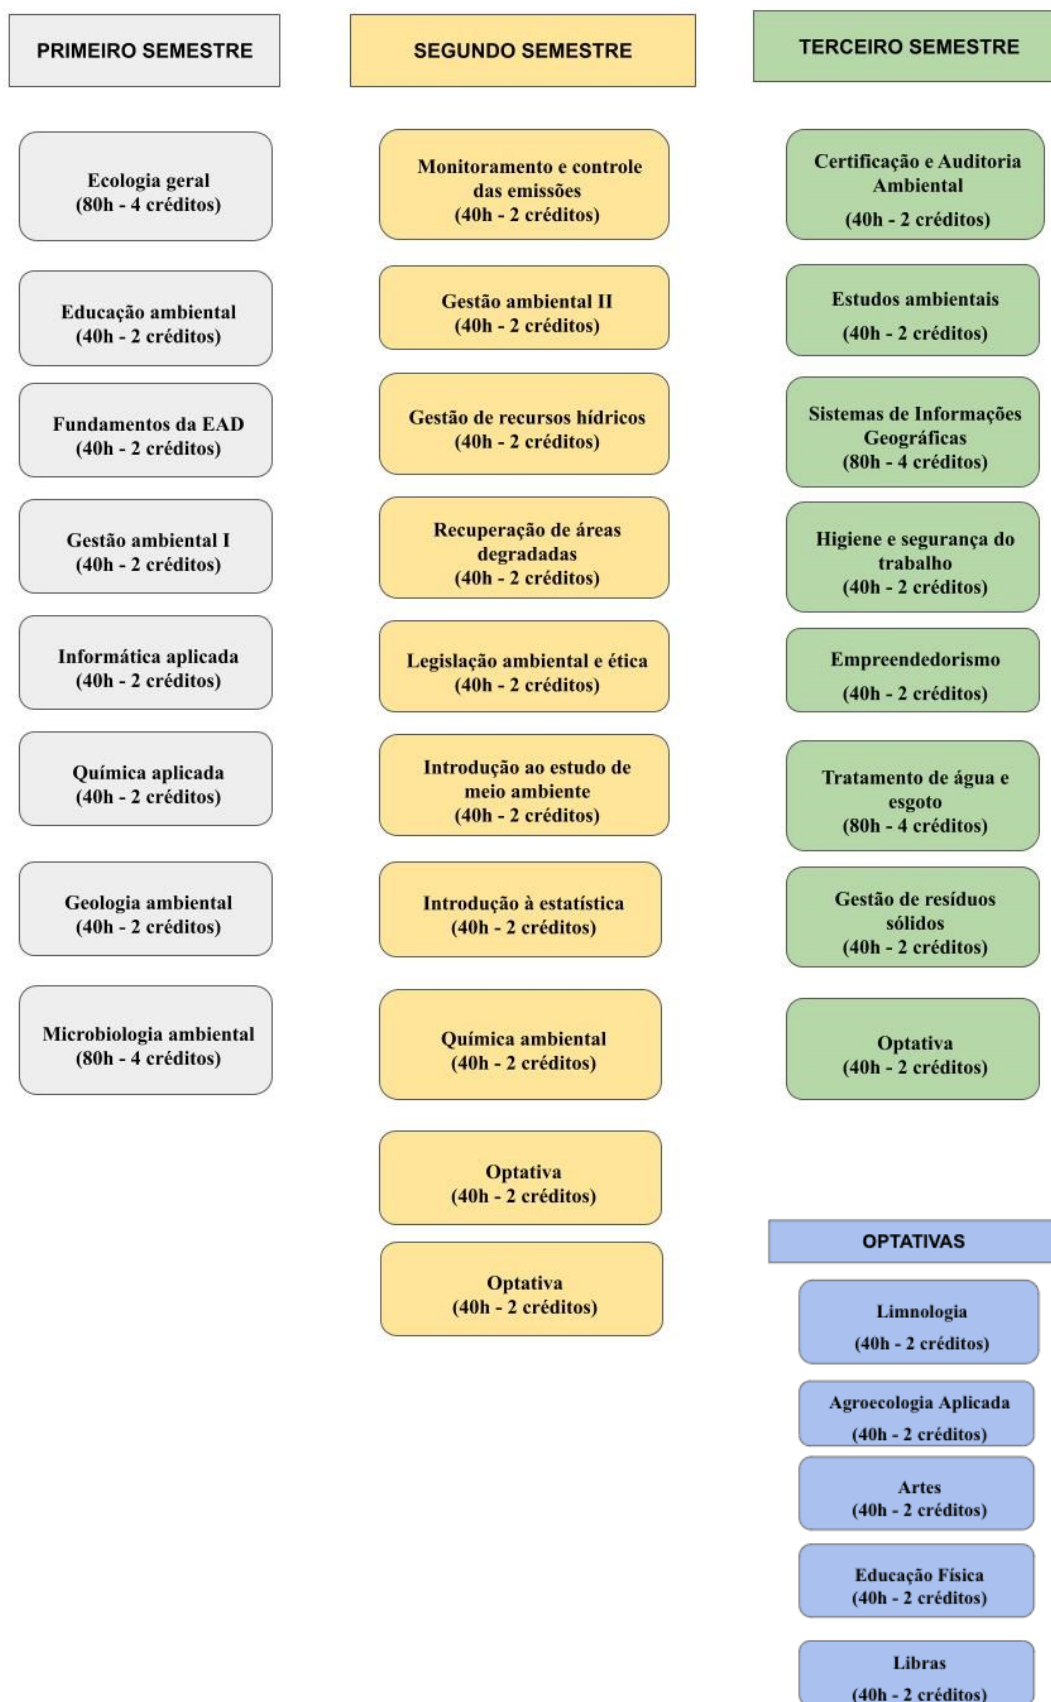 PRIMEIRO SEMESTRE
Ecologia geral
(80h - 4 créditos)
Educação ambiental
(40h - 2 créditos)
Fundamentos da EAD
(40h - 2 créditos)
Gestão ambiental I
(40h - 2 créditos)
Informática aplicada
(40h - 2 créditos)
Química aplicada
(40h - 2 créditos)
Geologia ambiental
(40h - 2 créditos)
Microbiologia ambiental
(80h - 4 créditos)
SEGUNDO SEMESTRE
Monitoramento e controle
das emissões
(40h - 2 créditos)
Gestão ambiental II
(40h - 2 créditos)
Gestão de recursos hídricos
(40h - 2 créditos)
Recuperação de áreas
degradadas
(40h - 2 créditos)
Legislação ambiental e ética
(40h - 2 créditos)
Introdução ao estudo de
meio ambiente
(40h - 2 créditos)
Introdução à estatística
(40h - 2 créditos)
Química ambiental
(40h - 2 créditos)
Optativa
(40h - 2 créditos)
Optativa
(40h - 2 créditos)
TERCEIRO SEMESTRE
Certificação e Auditoria
Ambiental
(40h - 2 créditos)
Estudos ambientais
(40h - 2 créditos)
Sistemas de Informações
Geográficas
(80h - 4 créditos)
Higiene e segurança do
trabalho
(40h - 2 créditos)
Empreendedorismo
(40h - 2 créditos)
Tratamento de água e
esgoto
(80h - 4 créditos)
Gestão de resíduos
sólidos
(40h - 2 créditos)
Optativa
(40h - 2 créditos)
OPTATIVAS
Limnologia
(40h - 2 créditos)
Agroecologia Aplicada
(40h - 2 créditos)
Artes
(40h - 2 créditos)
Educação Física
(40h - 2 créditos)
Libras
(40h - 2 créditos)